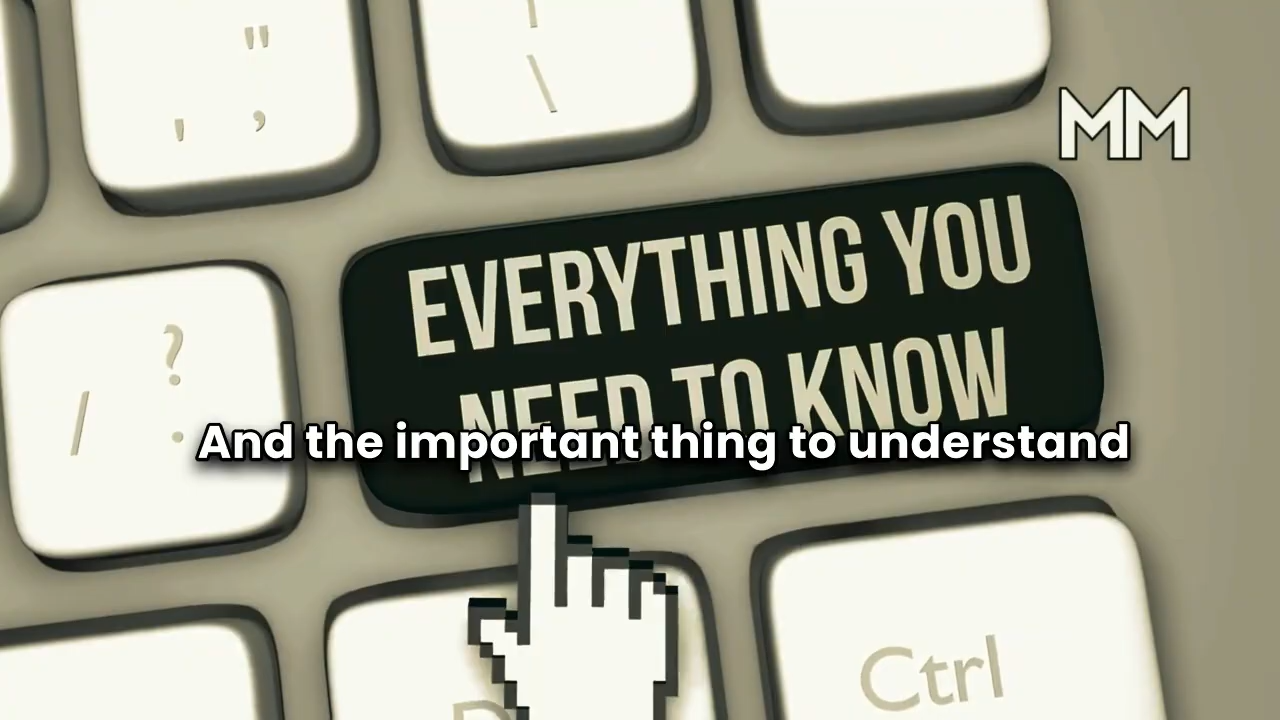 "
' ,
\
MM
EVERYTHING YOU
NEED TO KNOW
?
/
And the important thing to understand
Ctrl